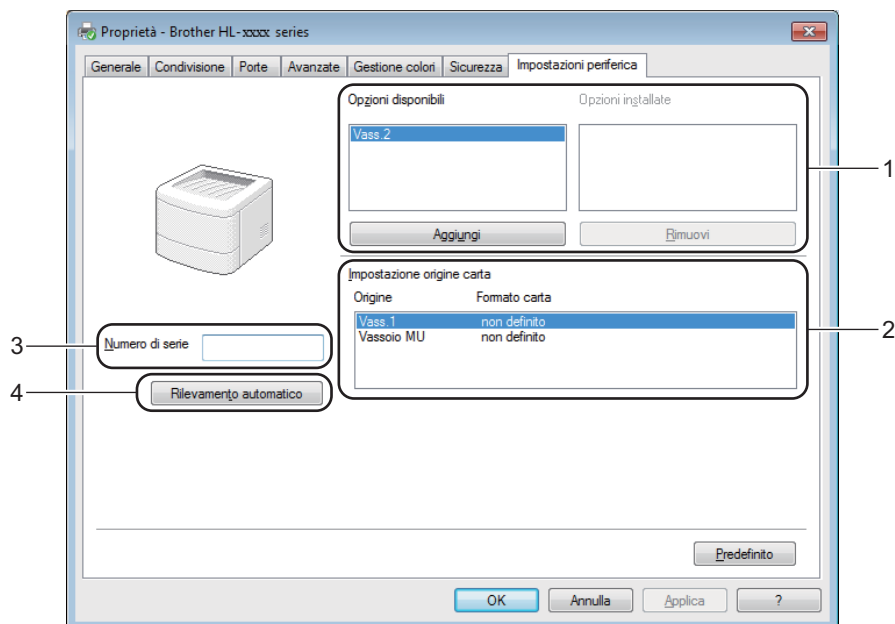 Proprietà - Brother HL-xxxx series
Generale Condivisione Porte Avanzate Gestione colori Sicurezza Impostazioni periferica
Opzioni disponibili Opzioni installate
Vass.2
1
Aggiungi Rimuovi
Impostazione origine carta
Origine Formato carta
Vass.1 non definito
Vassoio MU non definito
2
3
Numero di serie
4
Rilevamento automatico
Predefinito
OK Annulla Applica ?